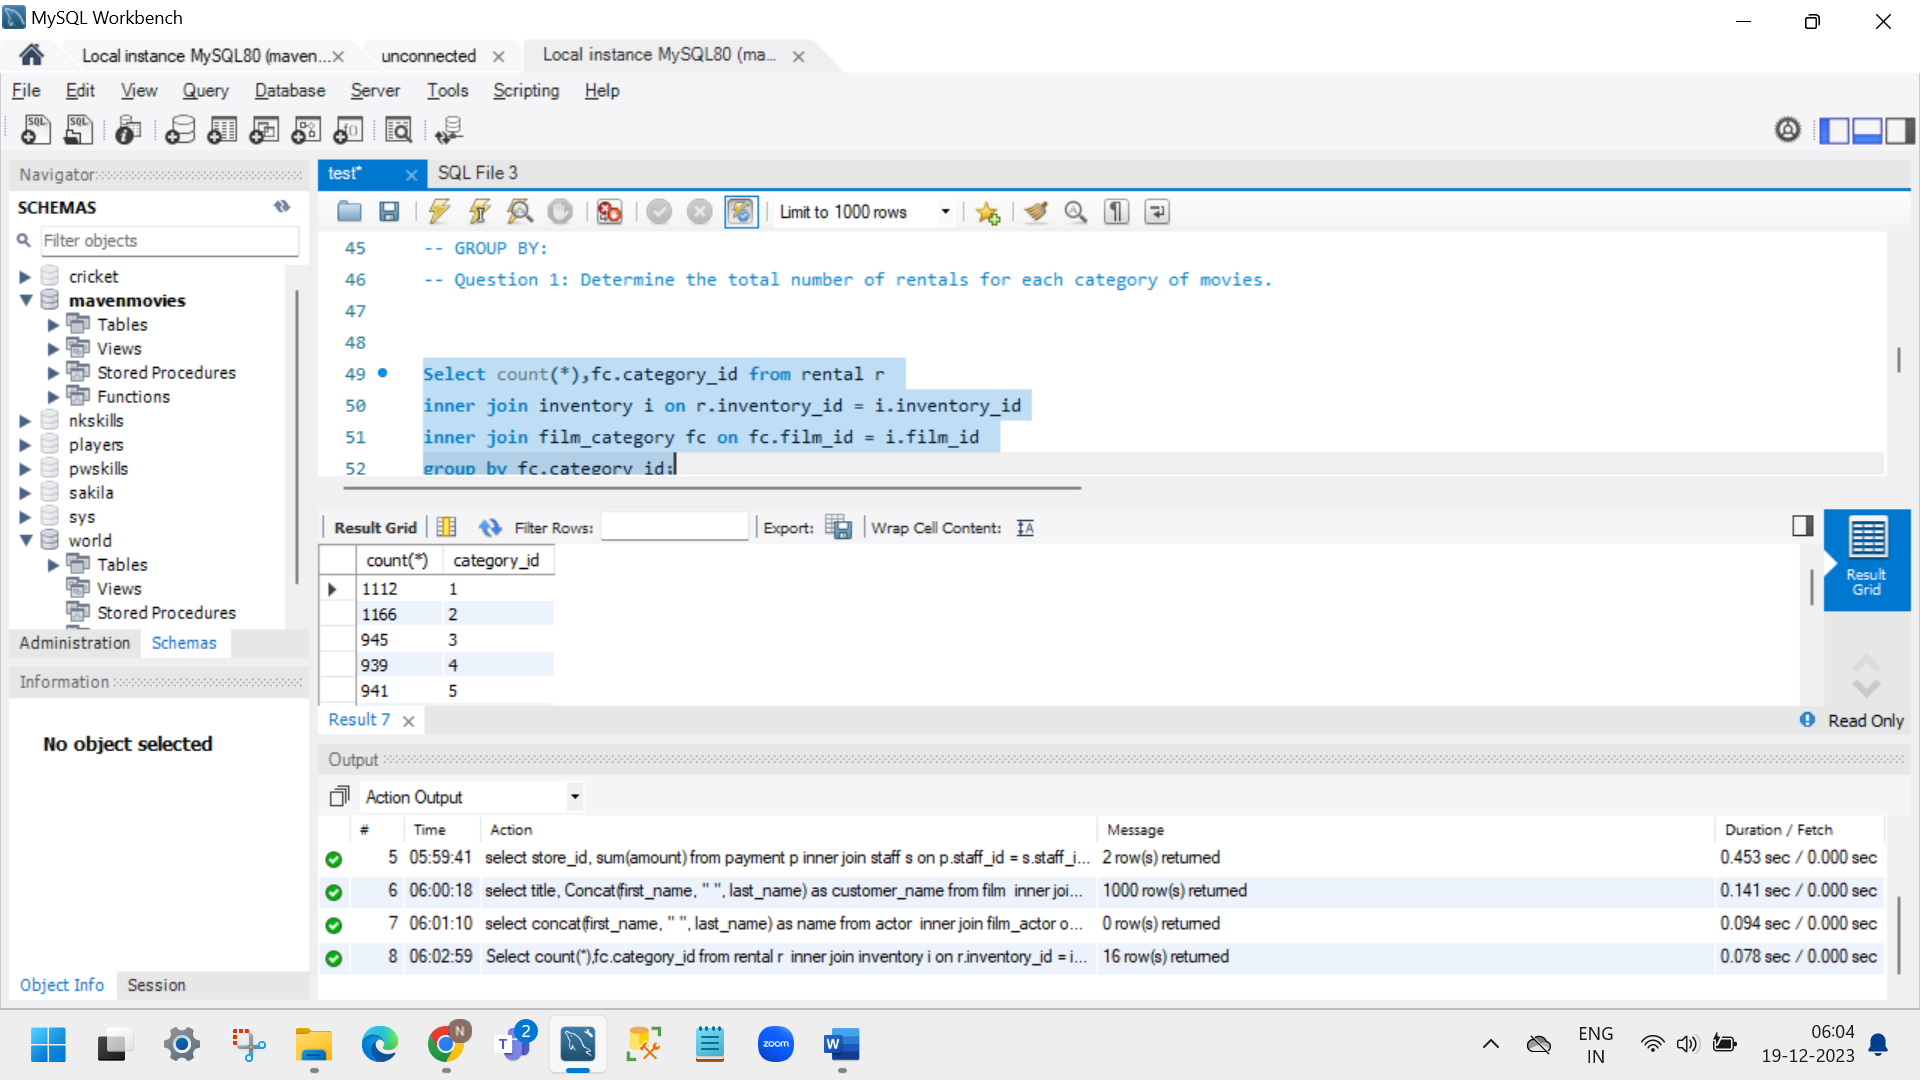 MySQL Workbench
Local instance MySQL80 (maven...
unconnected
Local instance MySQL80 (ma...
File Edit View Query Database Server Tools Scripting Help
Navigator
SCHEMAS
Filter objects
cricket
mavenmovies
Tables
Views
Stored Procedures
Functions
nkskills
players
pwskills
sakila
sys
world
Tables
Views
Stored Procedures
Administration Schemas
Information
No object selected
Object Info Session
test*
SQL File 3
Limit to 1000 rows
45 -- GROUP BY:
46 -- Question 1: Determine the total number of rentals for each category of movies.
47
48
49 Select count(*),fc.category_id from rental r
50 inner join inventory i on r.inventory_id = i.inventory_id
51 inner join film_category fc on fc.film_id = i.film_id
52 group by fc.category_id;
Result Grid Filter Rows: Export: Wrap Cell Content:
count(*) category_id
1112 1
1166 2
945 3
939 4
941 5
Result Grid
Result 7
Read Only
Output
Action Output
# Time Action Message Duration / Fetch
5 05:59:41 select store_id, sum(amount) from payment p inner join staff s on p.staff_id = s.staff_i... 2 row(s) returned 0.453 sec / 0.000 sec
6 06:00:18 select title, Concat(first_name, " ", last_name) as customer_name from film inner joi... 1000 row(s) returned 0.141 sec / 0.000 sec
7 06:01:10 select concat(first_name, " ", last_name) as name from actor inner join film_actor o... 0 row(s) returned 0.094 sec / 0.000 sec
8 06:02:59 Select count(*),fc.category_id from rental r inner join inventory i on r.inventory_id = i... 16 row(s) returned 0.078 sec / 0.000 sec
N
2
zoom
W
ENG
IN
06:04
19-12-2023